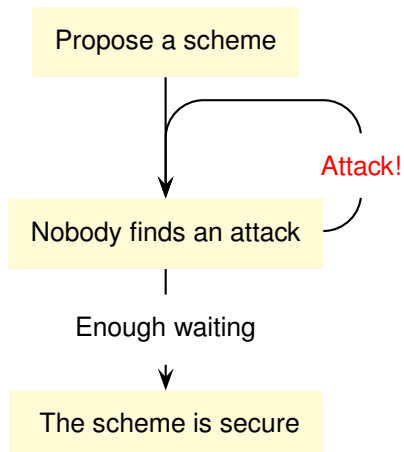 Propose a scheme
Attack!
Nobody finds an attack
Enough waiting
The scheme is secure